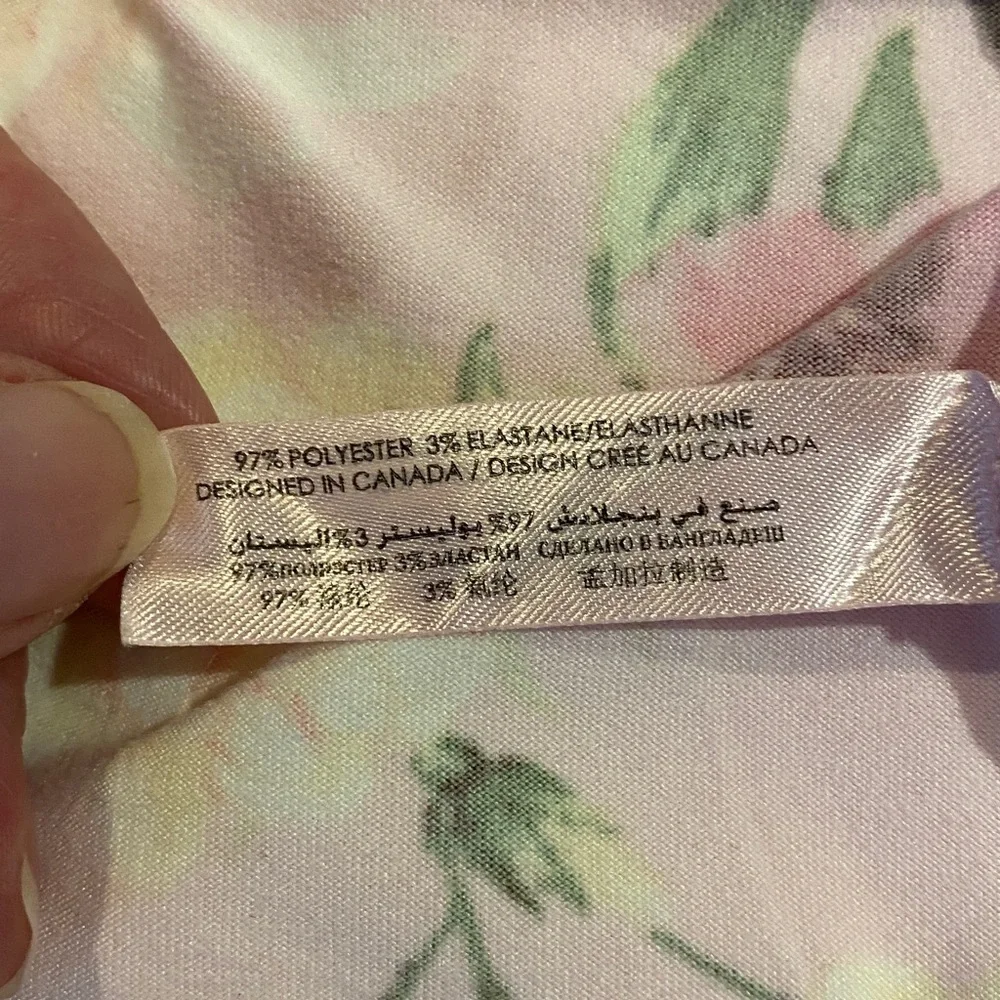 97% POLYESTER 3% ELASTANE/ELASTHANNE
DESIGNED IN CANADA / DESIGN CRÉÉ AU CANADA
صنع في بنجلاديش 97% بوليستر 3% اليستان
97% ПОЛИЭСТЕР 3% ЭЛАСТАН СДЕЛАНО В БАНГЛАДЕШ
97% 涤纶 3% 氨纶 孟加拉制造